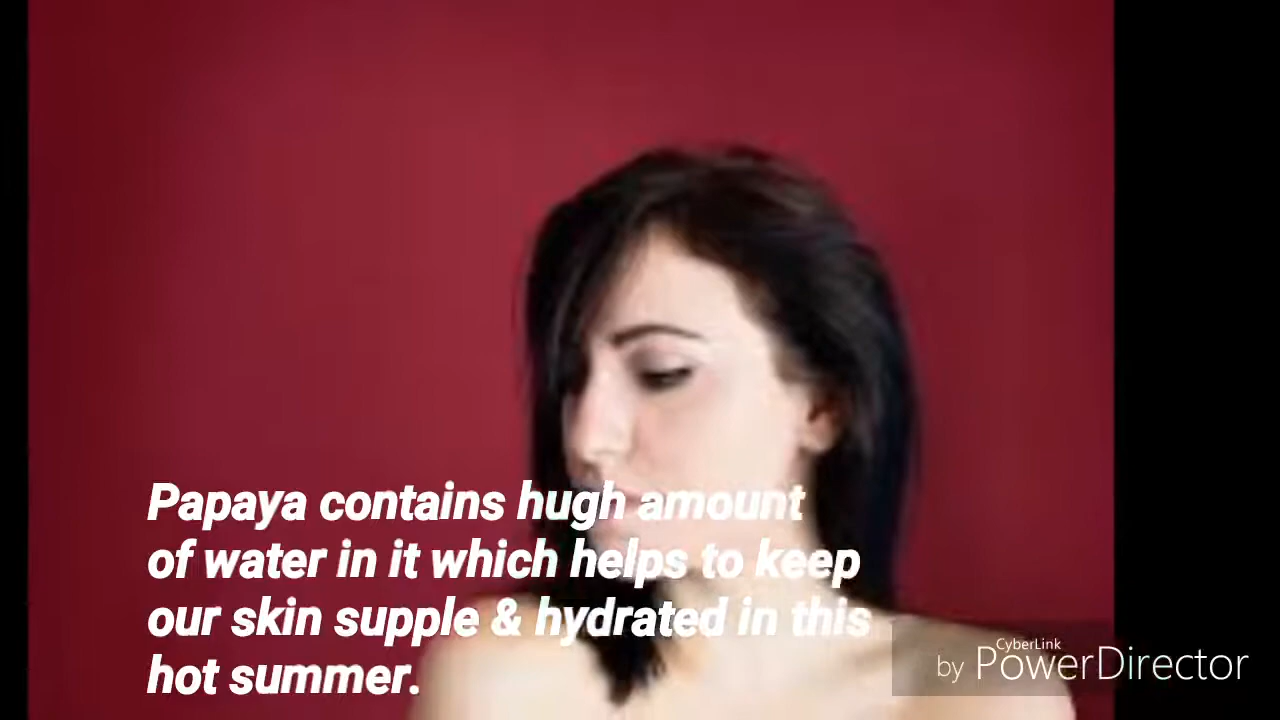 Papaya contains hugh amount
of water in it which helps to keep
our skin supple & hydrated in this
hot summer.
CyberLink
by PowerDirector